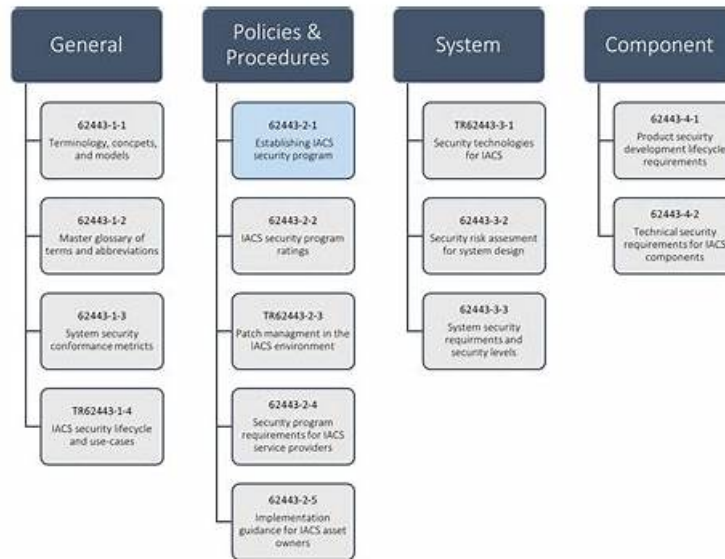 General
62443-1-1
Terminology, concpets,
and models
62443-1-2
Master glossary of
terms and abbreviations
62443-1-3
System security
conformance metricts
TR62443-1-4
IACS security lifecycle
and use-cases
Policies &
Procedures
62443-2-1
Establishing IACS
security program
62443-2-2
IACS security program
ratings
TR62443-2-3
Patch managment in the
IACS environment
62443-2-4
Security program
requirements for IACS
service providers
62443-2-5
Implementation
guidance for IACS asset
owners
System
TR62443-3-1
Security technologies
for IACS
62443-3-2
Security risk assesment
for system design
62443-3-3
System security
requirments and
security levels
Component
62443-4-1
Product secuirty
development lifecycle
requirements
62443-4-2
Technical security
requirements for IACS
components